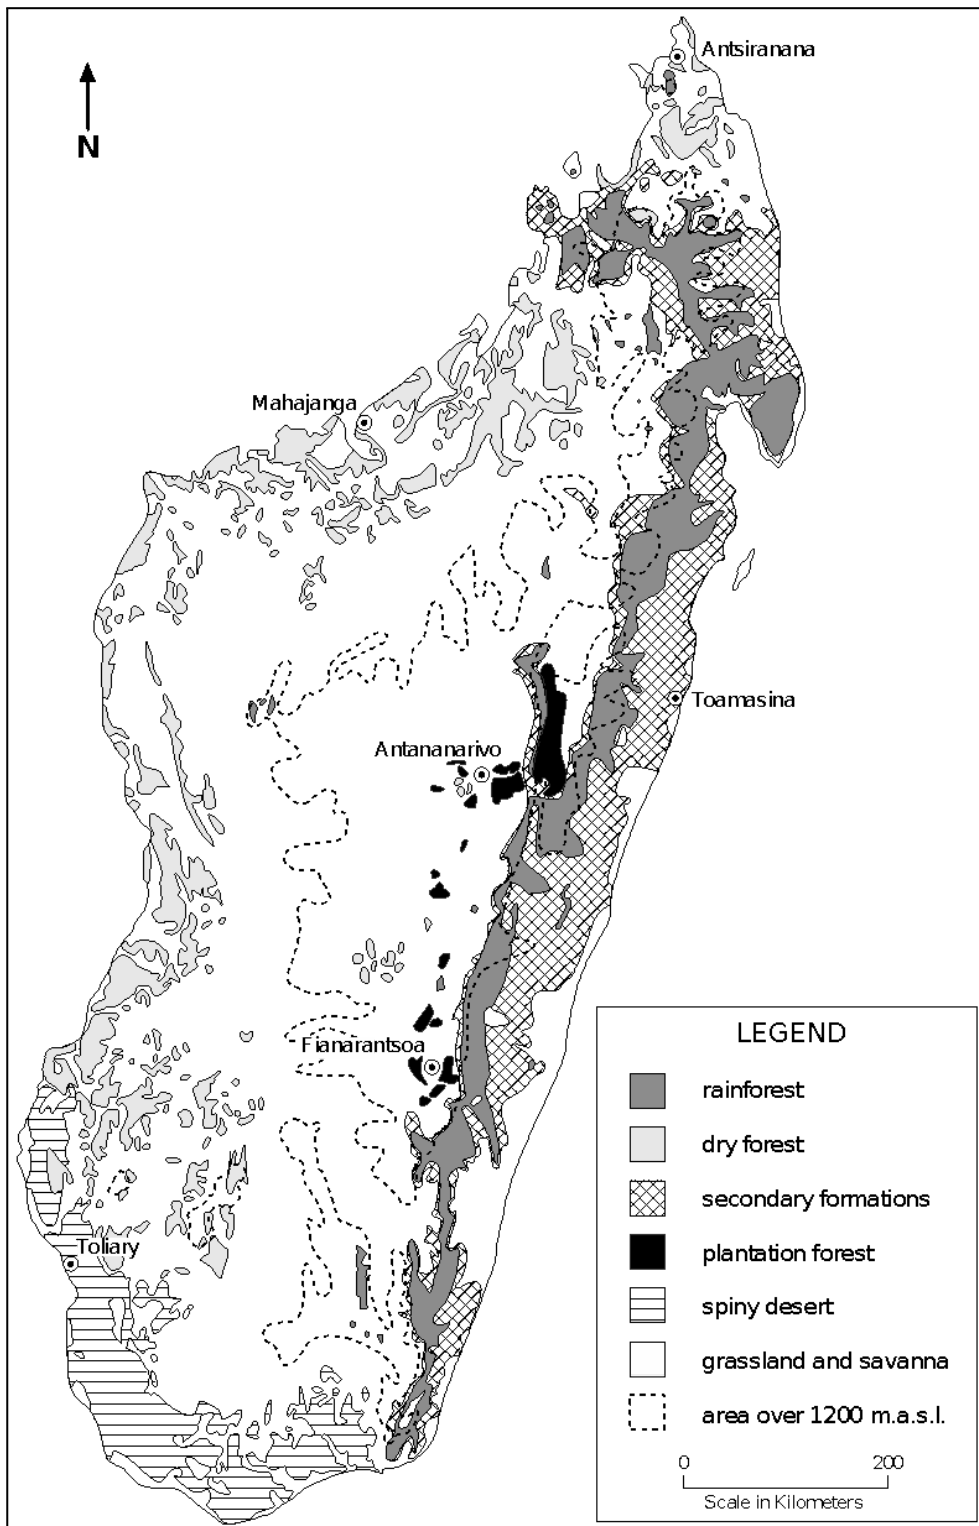 Antsiranana
N
Mahajanga
Toamasina
Antananarivo
Fianarantsoa
Toliary
LEGEND
rainforest
dry forest
secondary formations
plantation forest
spiny desert
grassland and savanna
area over 1200 m.a.s.l.
0 200
Scale in Kilometers